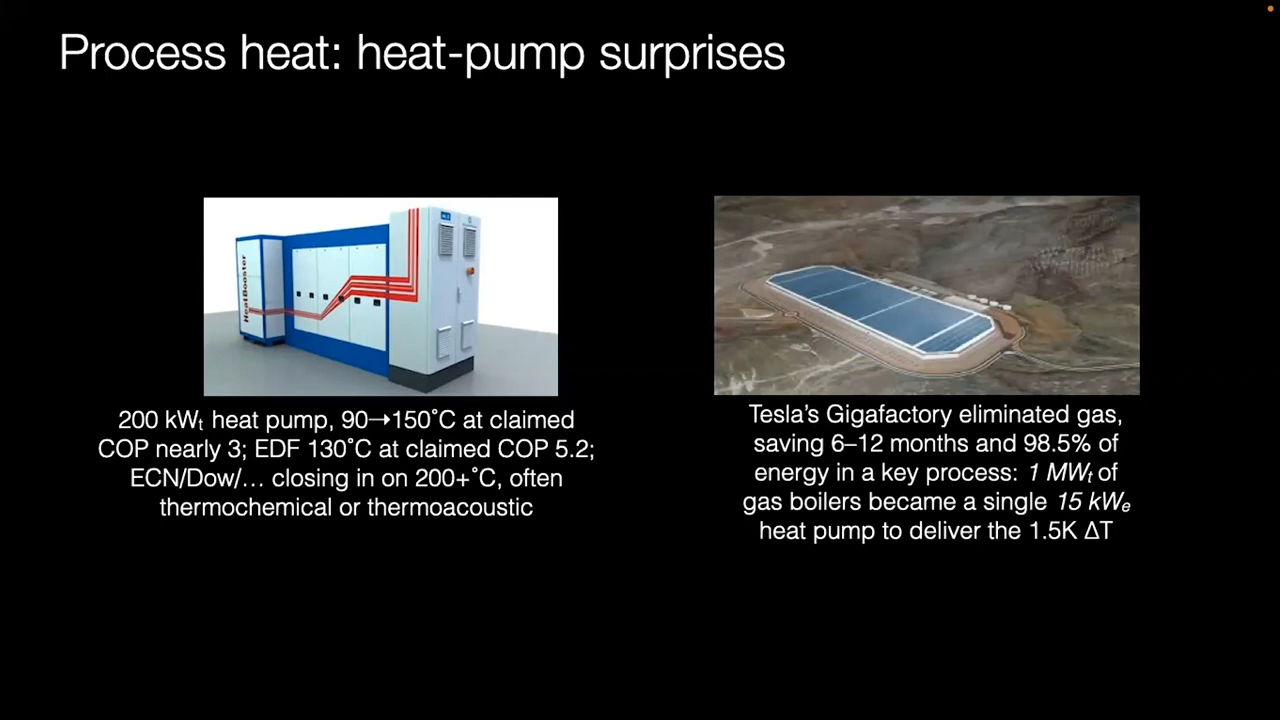 Process heat: heat-pump surprises
HeatBooster
200 kWₜ heat pump, 90→150˚C at claimed
COP nearly 3; EDF 130˚C at claimed COP 5.2;
ECN/Dow/… closing in on 200+˚C, often
thermochemical or thermoacoustic
Tesla’s Gigafactory eliminated gas,
saving 6–12 months and 98.5% of
energy in a key process: 1 MWₜ of
gas boilers became a single 15 kWₑ
heat pump to deliver the 1.5K ΔT